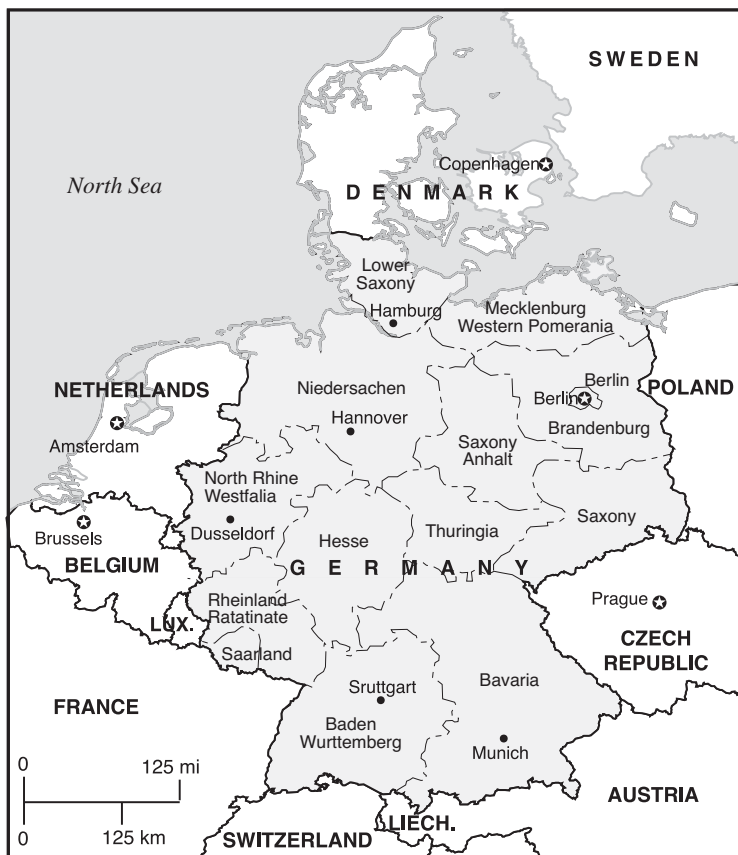 SWEDEN
Copenhagen
North Sea
DENMARK
Lower
Saxony
Hamburg
Mecklenburg
Western Pomerania
NETHERLANDS
Niedersachen
Berlin
POLAND
Berlin
Hannover
Brandenburg
Amsterdam
Saxony
Anhalt
North Rhine
Westfalia
Brussels
Dusseldorf
Saxony
Hesse
Thuringia
BELGIUM
GERMANY
Rheinland
Ratatinate
Prague
LUX.
CZECH
REPUBLIC
Saarland
Sruttgart
Bavaria
FRANCE
Baden
Wurttemberg
Munich
0
125 mi
AUSTRIA
0
125 km
LIECH.
SWITZERLAND